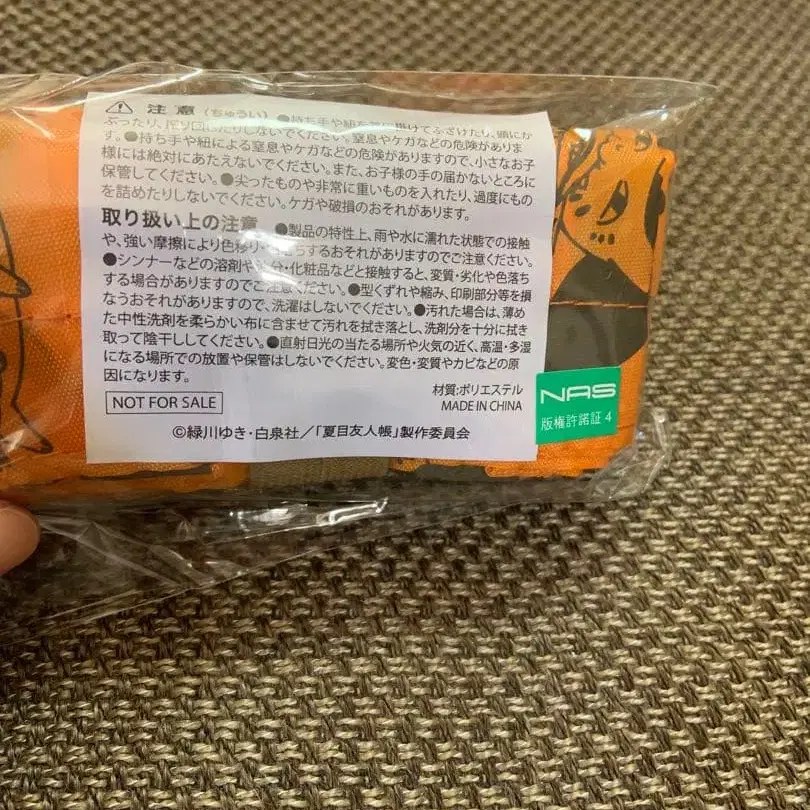 ⚠ 注意 (ちゅうい) ●持ち手や紐を に掛けてふざけたり、頭にか
ぶったり、 り回 たりしないでください。窒息やケガなどの危険がありま
す。●持ち手や紐による窒息やケガなどの危険がありますので、小さなお子
様には絶対にあたえないでください。また、お子様の手の届かないところに
保管してください。●尖ったものや非常に重いものを入れたり、過度にもの
を詰めたりしないでください。ケガや破損のおそれがあります。
取り扱い上の注意 ●製品の特性上、雨や水に濡れた状態での接触
や、強い摩擦により色移り・ ちするおそれがありますのでご注意ください。
●シンナーなどの溶剤や 分・化粧品などと接触すると、変質・劣化や色落ち
する場合がありますのでご注意ください。●型くずれや縮み、印刷部分等を損
なうおそれがありますので、洗濯はしないでください。●汚れた場合は、薄め
た中性洗剤を柔らかい布に含ませて汚れを拭き落とし、洗剤分を十分に拭き
取って陰干ししてください。●直射日光の当たる場所や火気の近く、高温・多湿
になる場所での放置や保管はしないでください。変色・変質やカビなどの原
因になります。
材質:ポリエステル
NOT FOR SALE
MADE IN CHINA
©緑川ゆき・白泉社/「夏目友人帳」製作委員会
NAS
版権許諾証 4